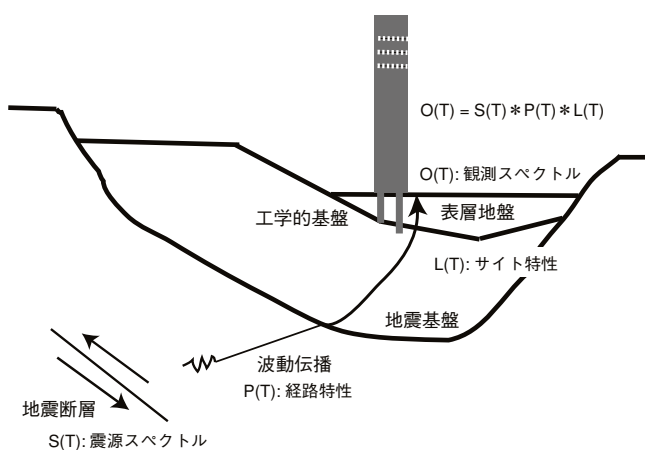 O(T) = S(T)＊P(T)＊L(T)
O(T): 観測スペクトル
工学的基盤
表層地盤
L(T): サイト特性
地震基盤
波動伝播
P(T): 経路特性
地震断層
S(T): 震源スペクトル